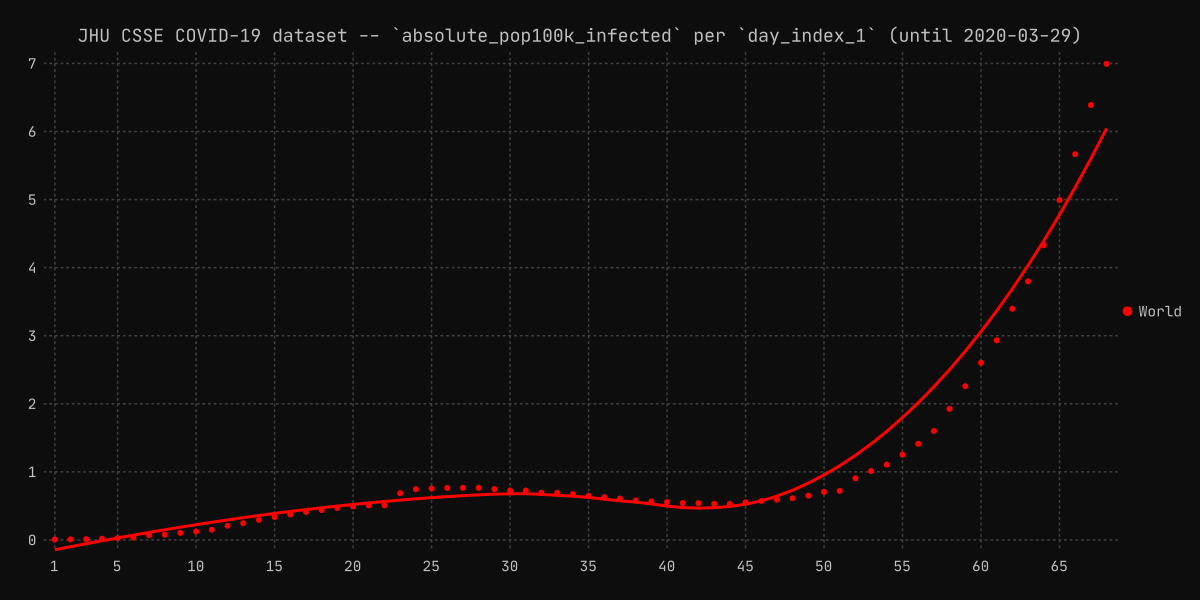 JHU CSSE COVID-19 dataset -- `absolute_pop100k_infected` per `day_index_1` (until 2020-03-29)
7
6
5
4
3
2
1
0
World
1 5 10 15 20 25 30 35 40 45 50 55 60 65